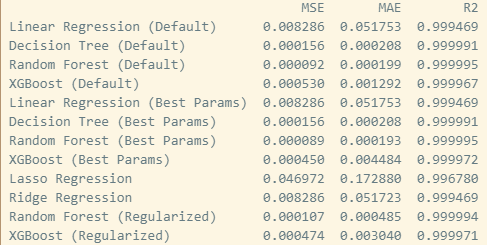 MSE MAE R2
Linear Regression (Default) 0.008286 0.051753 0.999469
Decision Tree (Default) 0.000156 0.000208 0.999991
Random Forest (Default) 0.000092 0.000199 0.999995
XGBoost (Default) 0.000530 0.001292 0.999967
Linear Regression (Best Params) 0.008286 0.051753 0.999469
Decision Tree (Best Params) 0.000156 0.000208 0.999991
Random Forest (Best Params) 0.000089 0.000193 0.999995
XGBoost (Best Params) 0.000450 0.004484 0.999972
Lasso Regression 0.046972 0.172880 0.996780
Ridge Regression 0.008286 0.051723 0.999469
Random Forest (Regularized) 0.000107 0.000485 0.999994
XGBoost (Regularized) 0.000474 0.003040 0.999971